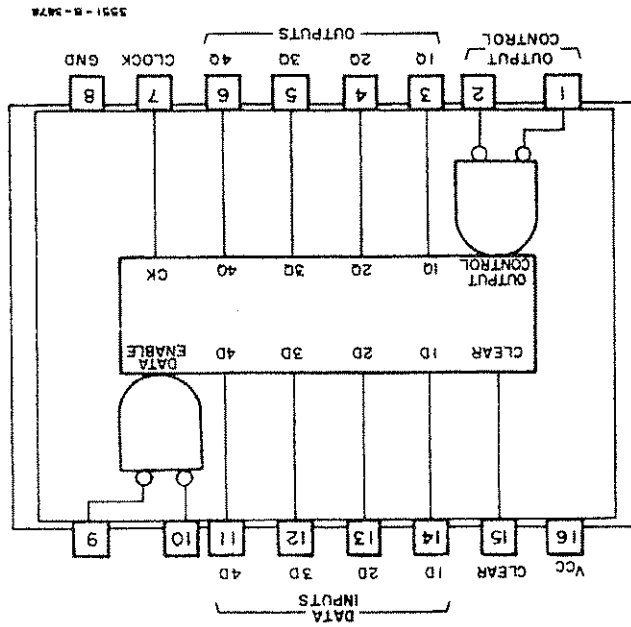 DATA
INPUTS
VCC CLEAR 1D 2D 3D 4D
16 15 14 13 12 11 10 9
CLEAR 1D 2D 3D 4D DATA
ENABLE
OUTPUT
CONTROL 1Q 2Q 3Q 4Q CK
1 2 3 4 5 6 7 8
1Q 2Q 3Q 4Q CLOCK GND
OUTPUT
CONTROL
OUTPUTS
3551-B-3478